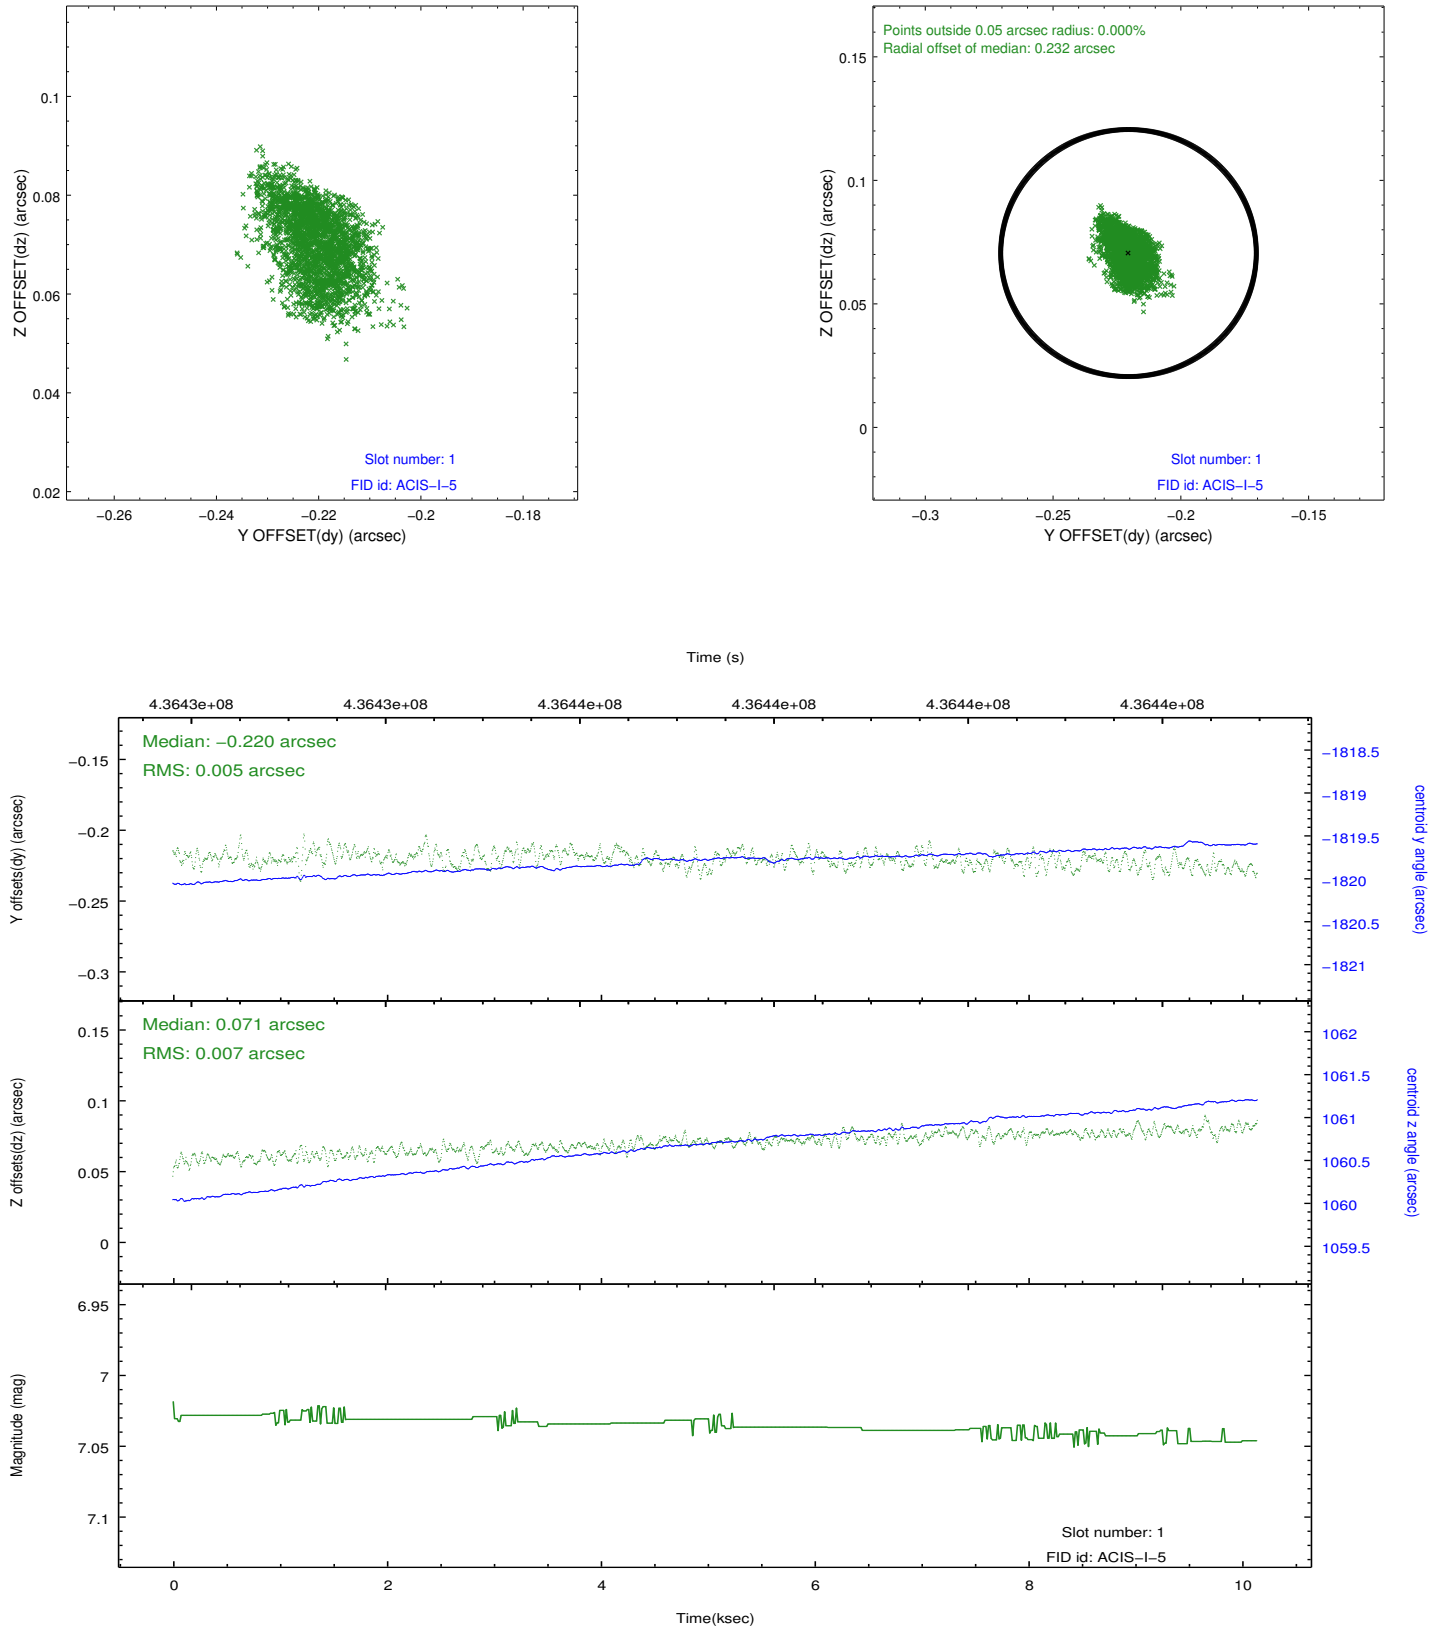 0.1
0.08
0.06
0.04
0.02
Z OFFSET(dz) (arcsec)
Slot number: 1
FID id: ACIS−I−5
−0.26 −0.24 −0.22 −0.2 −0.18
Y OFFSET(dy) (arcsec)
Points outside 0.05 arcsec radius: 0.000%
Radial offset of median: 0.232 arcsec
0.15
0.1
0.05
0
Z OFFSET(dz) (arcsec)
Slot number: 1
FID id: ACIS−I−5
−0.3 −0.25 −0.2 −0.15
Y OFFSET(dy) (arcsec)
Time (s)
4.3643e+08 4.3643e+08 4.3644e+08 4.3644e+08 4.3644e+08 4.3644e+08
Median: −0.220 arcsec
RMS: 0.005 arcsec
−0.15
−0.2
−0.25
−0.3
Y offsets(dy) (arcsec)
−1818.5
−1819
−1819.5
−1820
−1820.5
−1821
centroid y angle (arcsec)
Median: 0.071 arcsec
RMS: 0.007 arcsec
0.15
0.1
0.05
0
Z offsets(dz) (arcsec)
1062
1061.5
1061
1060.5
1060
1059.5
centroid z angle (arcsec)
6.95
7
7.05
7.1
Magnitude (mag)
Slot number: 1
FID id: ACIS−I−5
0 2 4 6 8 10
Time(ksec)